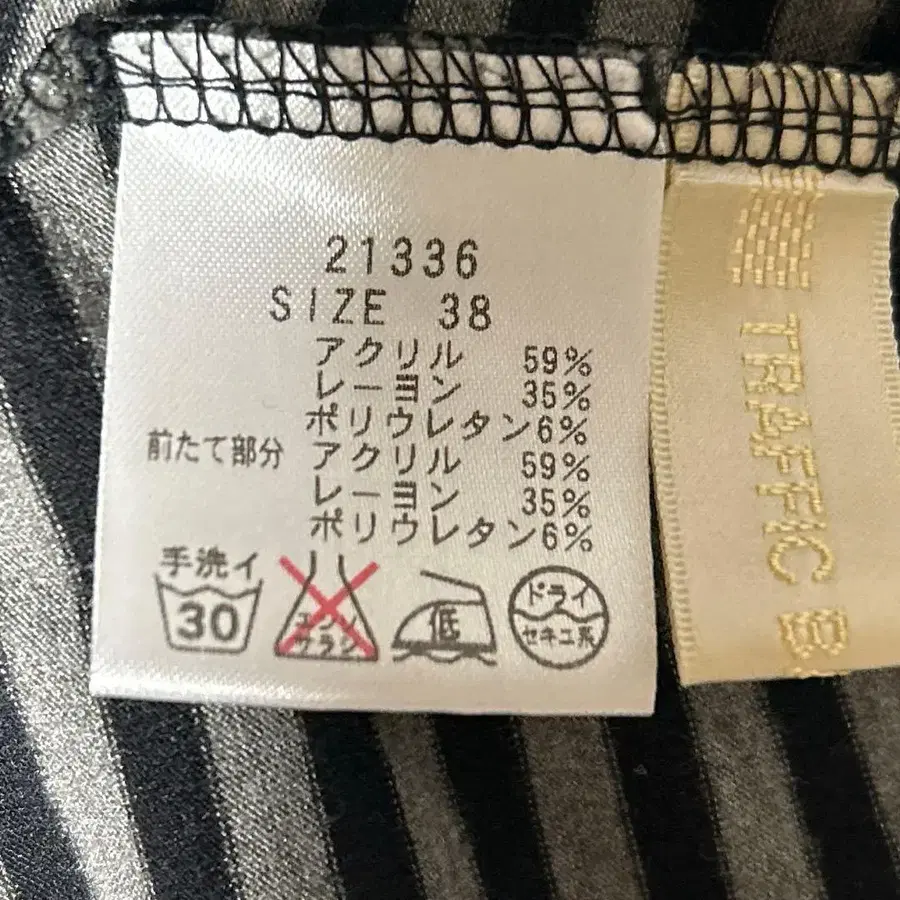 21336
SIZE 38
アクリル 59%
レーヨン 35%
ポリウレタン6%
前たて部分 アクリル 59%
レーヨン 35%
ポリウレタン6%
手洗イ
30
エンソサラシ
低
ドライ
セキユ系
TRAFFIC B